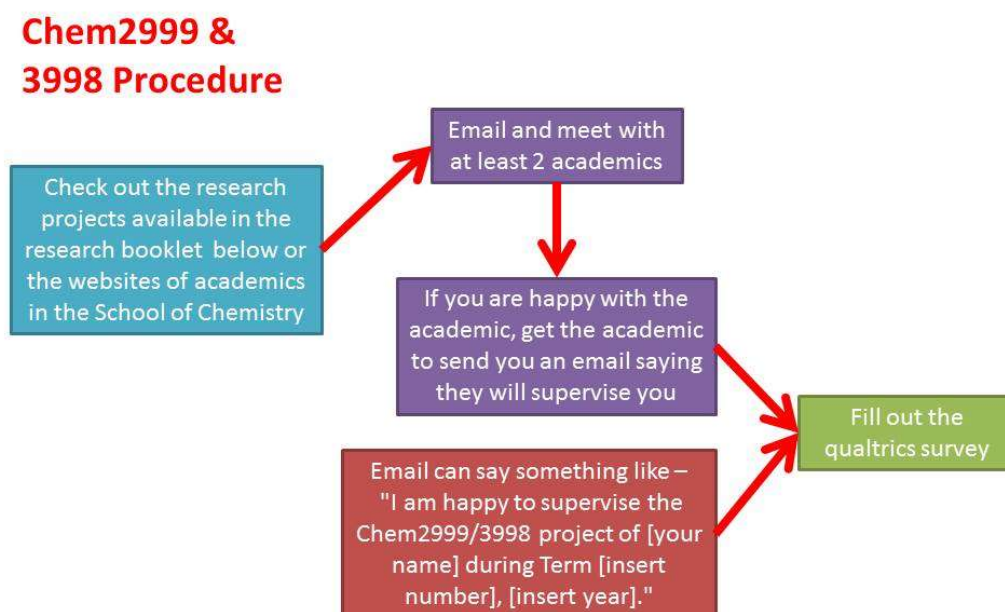 Chem2999 &
3998 Procedure
Check out the research
projects available in the
research booklet below or
the websites of academics
in the School of Chemistry
Email and meet with
at least 2 academics
If you are happy with the
academic, get the academic
to send you an email saying
they will supervise you
Email can say something like –
"I am happy to supervise the
Chem2999/3998 project of [your
name] during Term [insert
number], [insert year]."
Fill out the
qualtrics survey